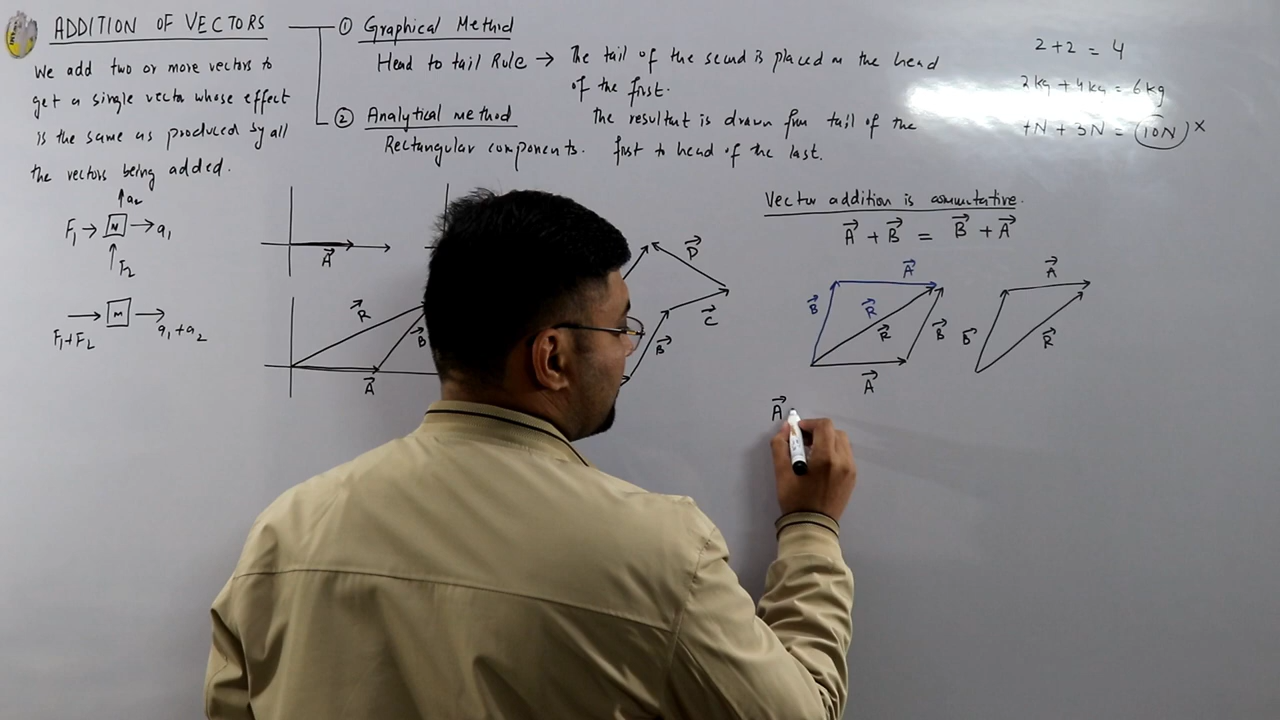 ADDITION OF VECTORS
We add two or more vectors to
get a single vector whose effect
is the same as produced by all
the vectors being added.
① Graphical Method
Head to tail Rule → The tail of the second is placed on the head
of the first.
The resultant is drawn from tail of the
first to head of the last.
② Analytical method
Rectangular components.
2+2 = 4
2kg + 4kg = 6kg
+N + 3N = 10N ×
a₂
F₁ → M → a₁
F₂
M
F₁+F₂ a₁+a₂
A⃗
R⃗
B⃗
A⃗
D⃗
C⃗
B⃗
Vector addition is commutative.
A⃗ + B⃗ = B⃗ + A⃗
A⃗
B⃗ R⃗
R⃗ B⃗
A⃗
A⃗
B⃗ R⃗
A⃗